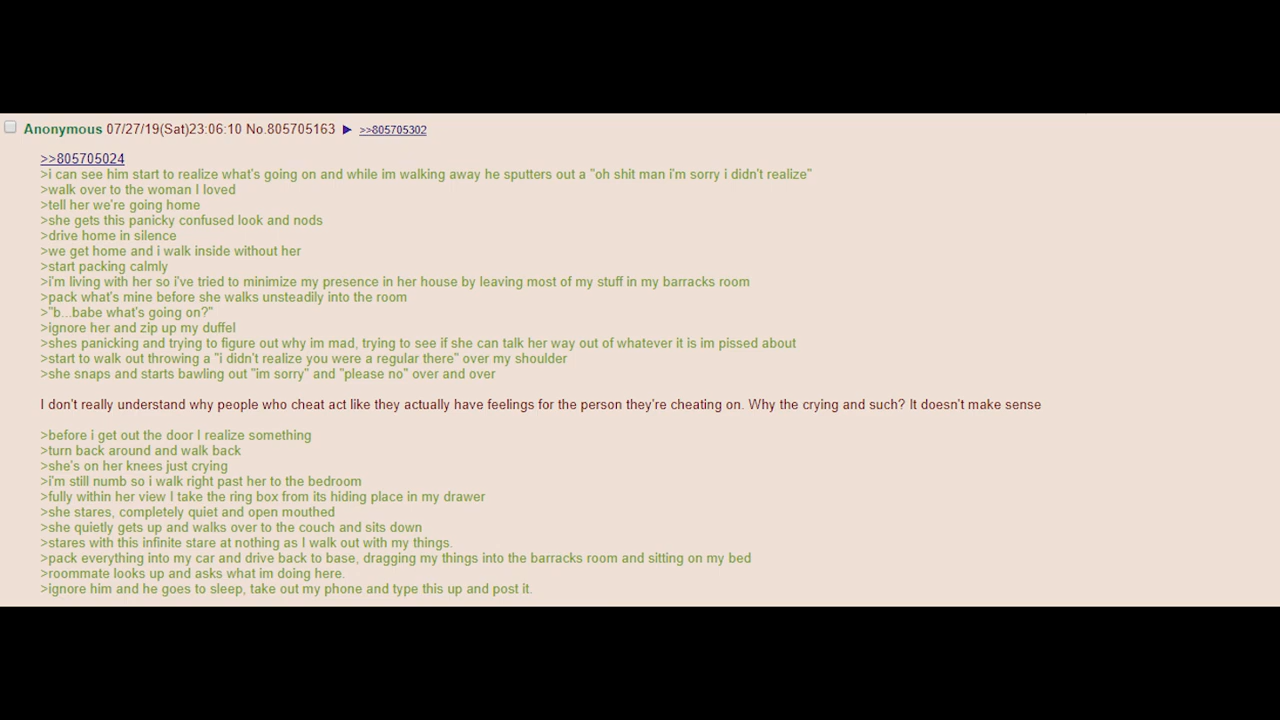 Anonymous 07/27/19(Sat)23:06:10 No.805705163 ▶ >>805705302
>>805705024
>i can see him start to realize what's going on and while im walking away he sputters out a "oh shit man i'm sorry i didn't realize"
>walk over to the woman I loved
>tell her we're going home
>she gets this panicky confused look and nods
>drive home in silence
>we get home and i walk inside without her
>start packing calmly
>i'm living with her so i've tried to minimize my presence in her house by leaving most of my stuff in my barracks room
>pack what's mine before she walks unsteadily into the room
>"b...babe what's going on?"
>ignore her and zip up my duffel
>shes panicking and trying to figure out why im mad, trying to see if she can talk her way out of whatever it is im pissed about
>start to walk out throwing a "i didn't realize you were a regular there" over my shoulder
>she snaps and starts bawling out "im sorry" and "please no" over and over
I don't really understand why people who cheat act like they actually have feelings for the person they're cheating on. Why the crying and such? It doesn't make sense
>before i get out the door I realize something
>turn back around and walk back
>she's on her knees just crying
>i'm still numb so i walk right past her to the bedroom
>fully within her view I take the ring box from its hiding place in my drawer
>she stares, completely quiet and open mouthed
>she quietly gets up and walks over to the couch and sits down
>stares with this infinite stare at nothing as I walk out with my things.
>pack everything into my car and drive back to base, dragging my things into the barracks room and sitting on my bed
>roommate looks up and asks what im doing here.
>ignore him and he goes to sleep, take out my phone and type this up and post it.